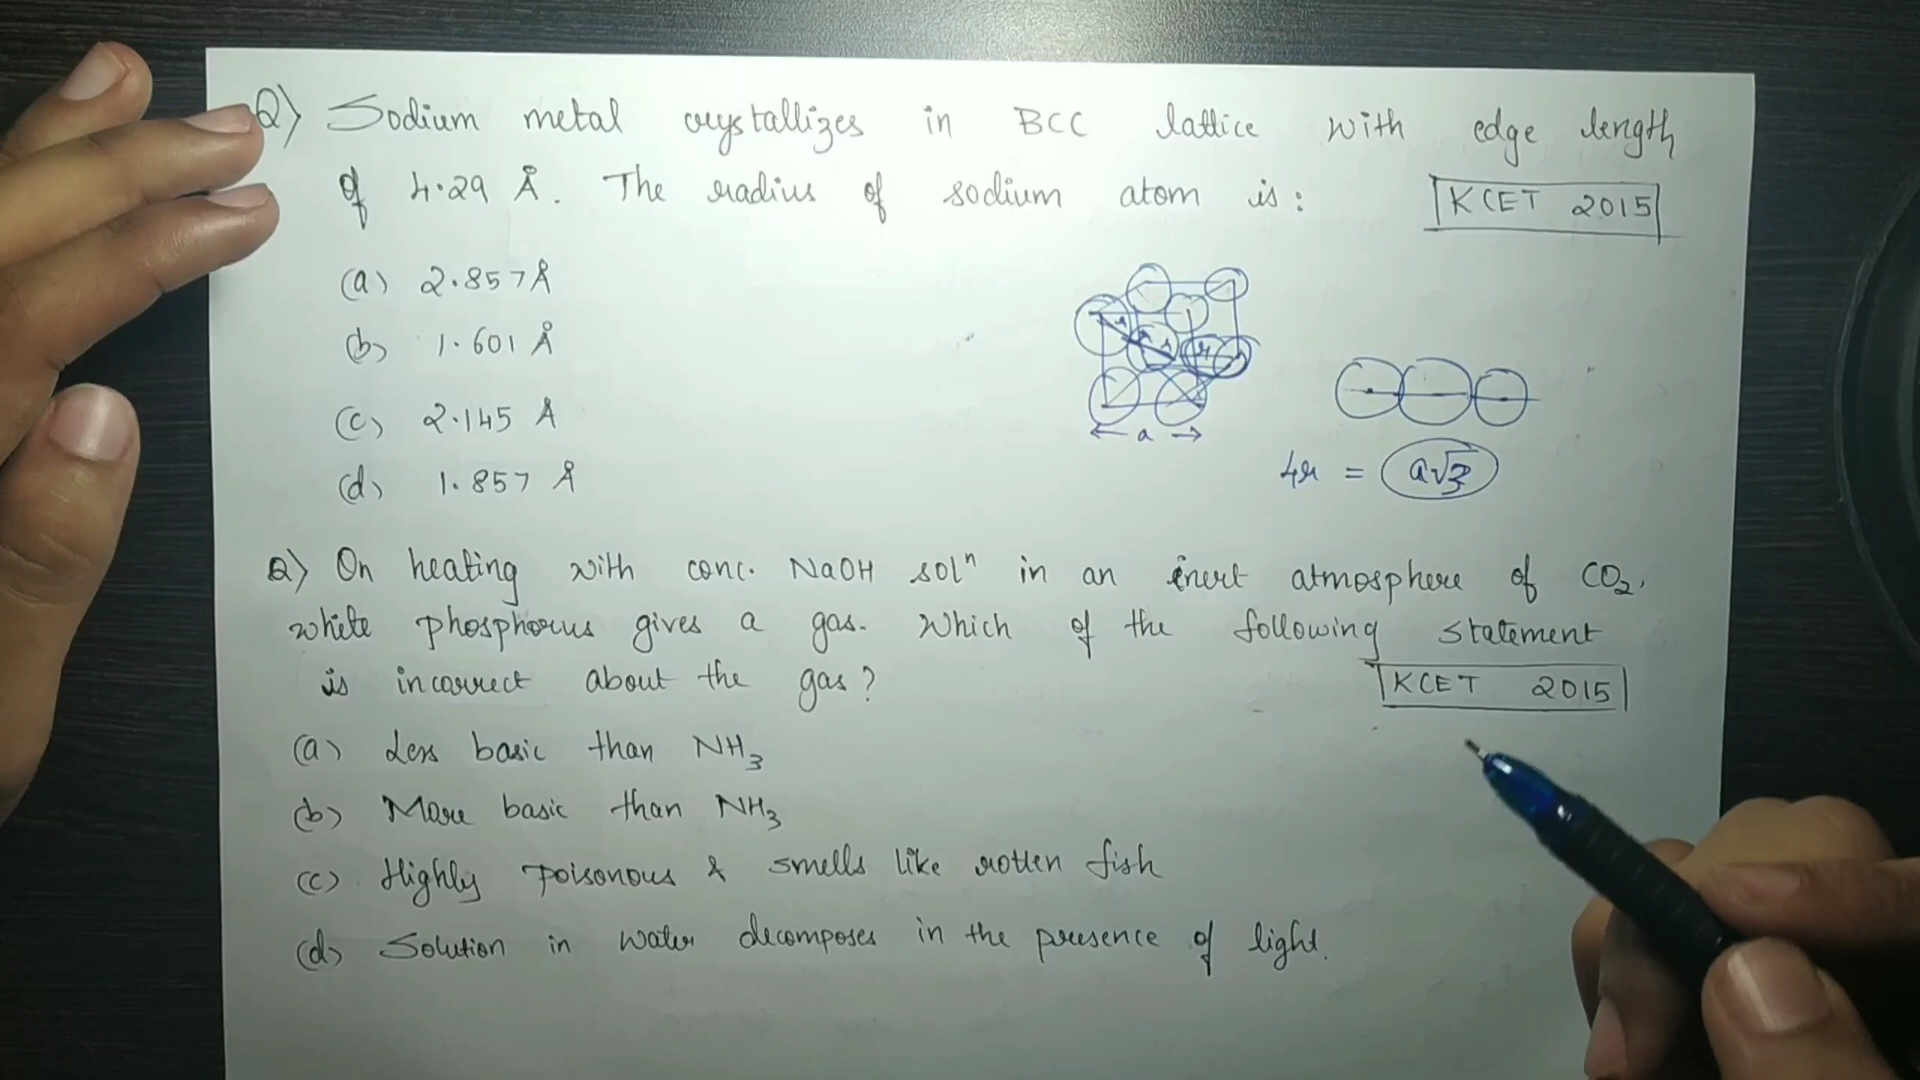 Q) Sodium metal crystallizes in BCC lattice with edge length
of 4.29 Å. The radius of sodium atom is:
KCET 2015
(a) 2.857Å
(b) 1.601 Å
(c) 2.145 Å
(d) 1.857 Å
a
4r = a√3
Q) On heating with conc. NaOH solⁿ in an inert atmosphere of CO₂,
white phosphorus gives a gas. Which of the following statement
is incorrect about the gas?
KCET 2015
(a) Less basic than NH₃
(b) More basic than NH₃
(c) Highly poisonous & smells like rotten fish
(d) Solution in water decomposes in the presence of light.